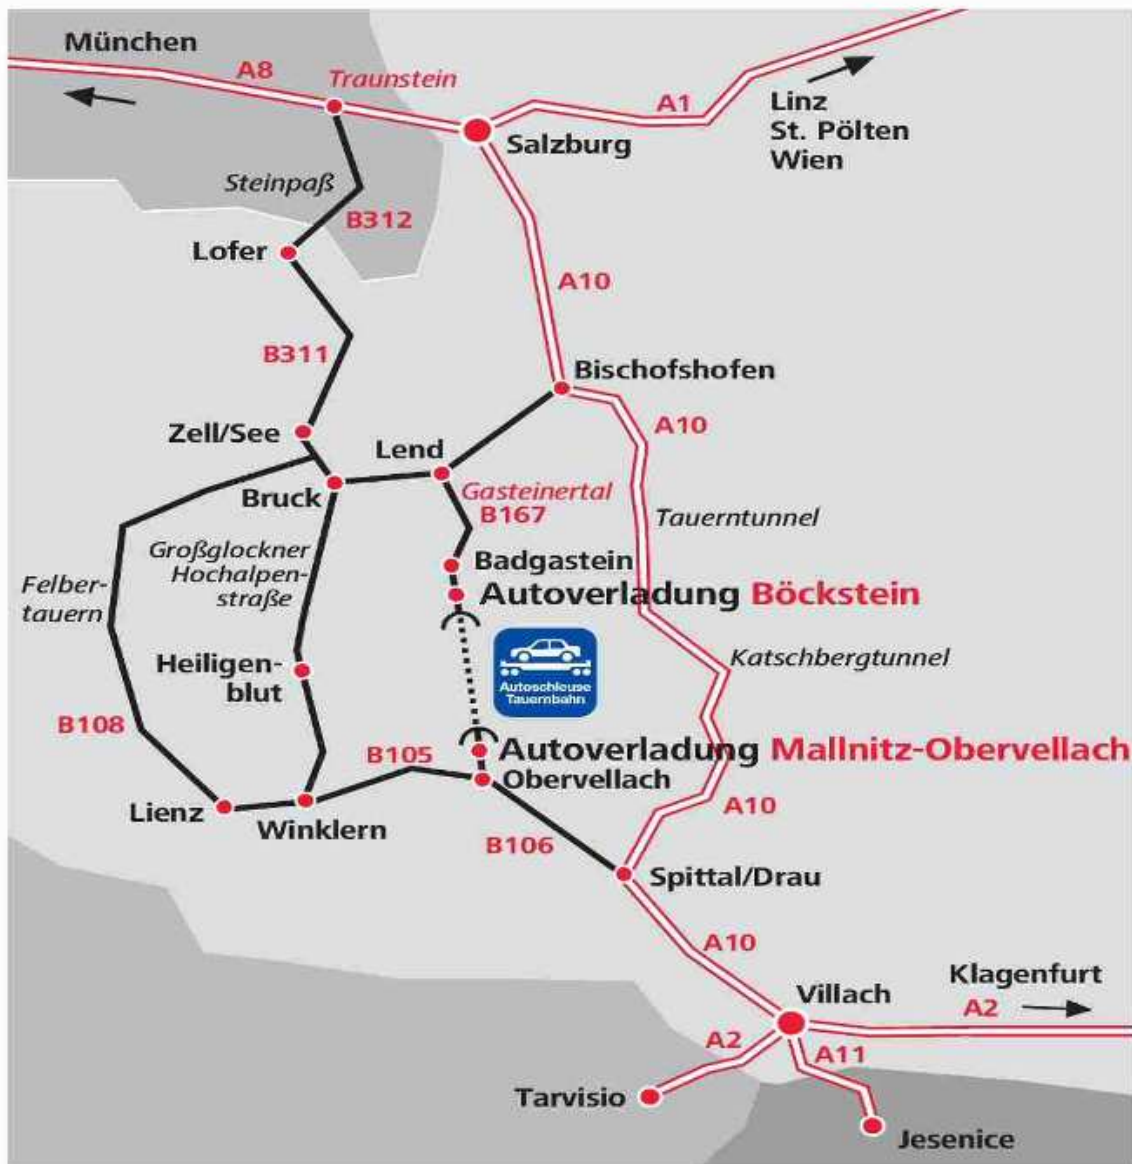 München
A8
Traunstein
A1
Linz
St. Pölten
Wien
Salzburg
Steinpaß
B312
Lofer
A10
B311
Bischofshofen
Zell/See
A10
Lend
Bruck
Gasteinertal
B167
Tauerntunnel
Großglockner
Hochalpen-
straße
Felber-
tauern
Badgastein
Autoverladung Böckstein
Autoschleuse
Tauernbahn
Katschbergtunnel
Heiligen-
blut
B108
B105
Autoverladung Mallnitz-Obervellach
Obervellach
Lienz
Winklern
A10
B106
Spittal/Drau
A10
Klagenfurt
A2
Villach
A2
A11
Tarvisio
Jesenice